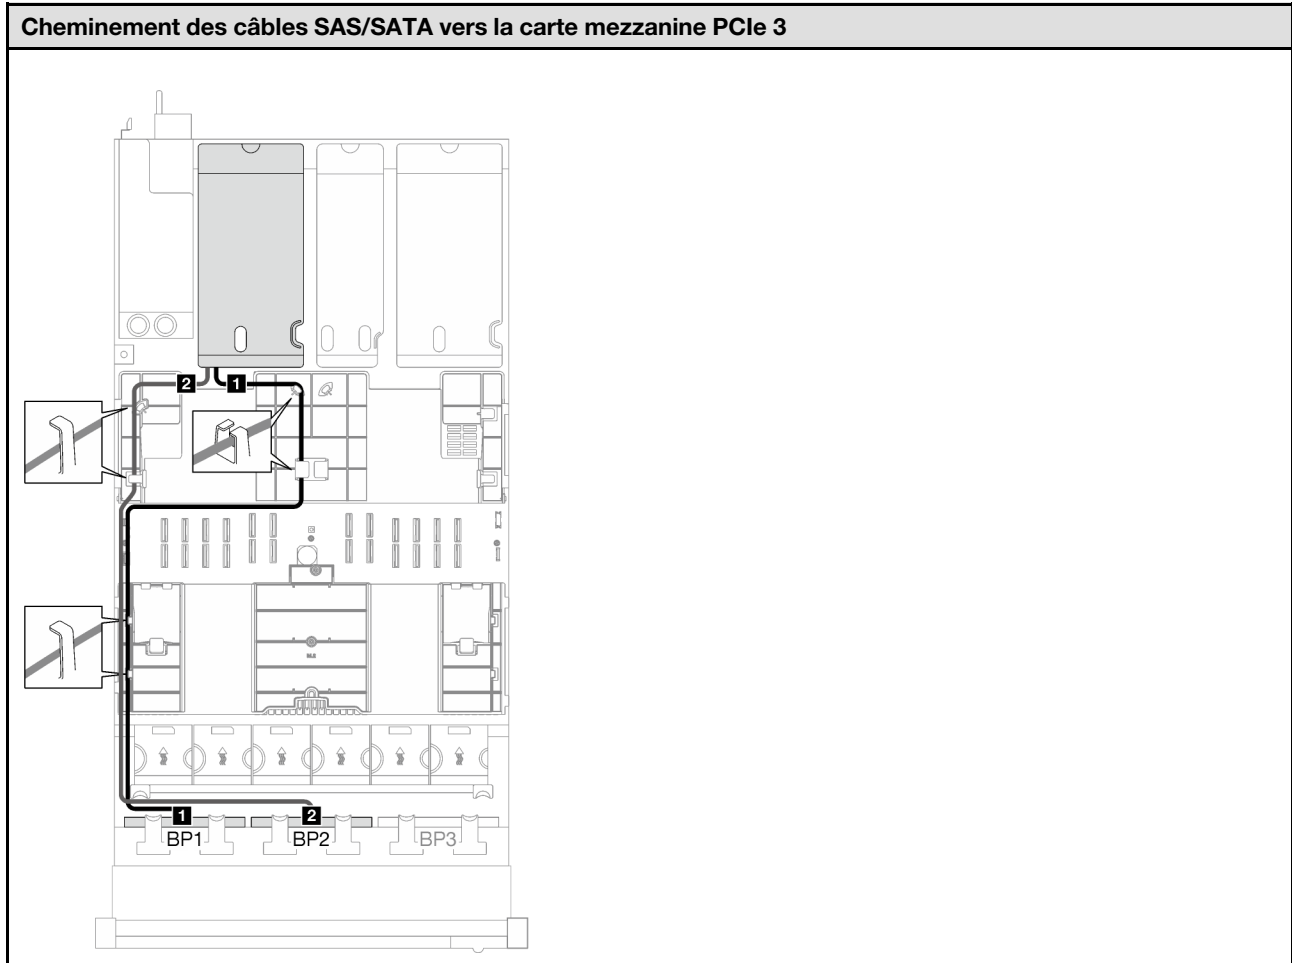 Cheminement des câbles SAS/SATA vers la carte mezzanine PCIe 3
2 1
1 2
BP1 BP2 BP3